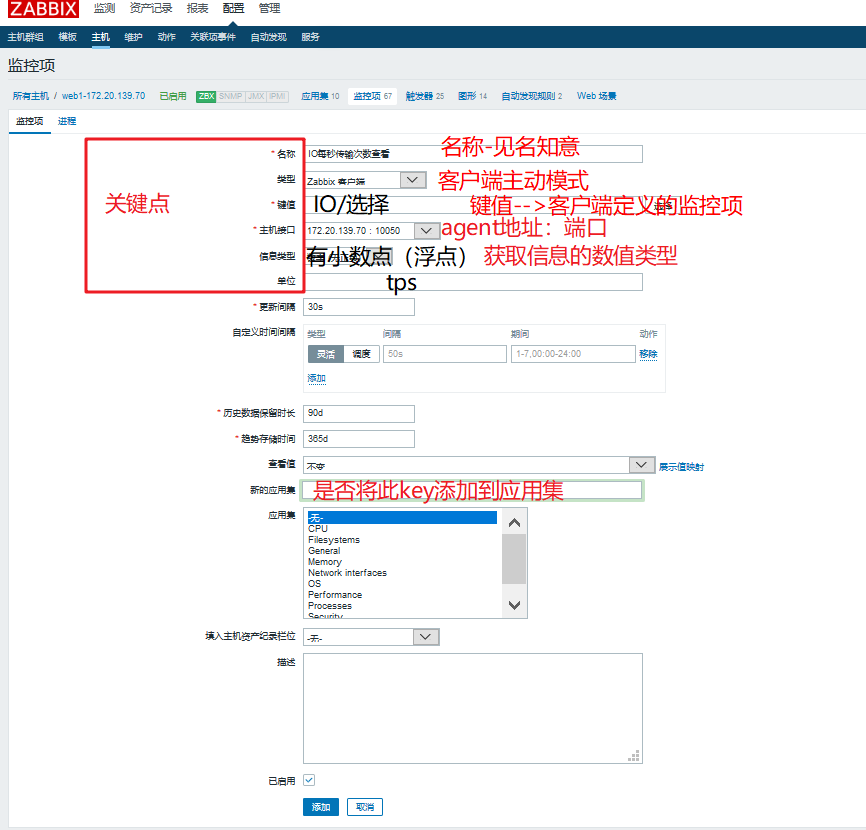 ZABBIX 监测 资产记录 报表 配置 管理
主机群组 模板 主机 维护 动作 关联项事件 自动发现 服务
监控项
所有主机 / web1-172.20.139.70 已启用 ZBX SNMP JMX IPMI 应用集 10 监控项 67 触发器 25 图形 14 自动发现规则 2 Web 场景
监控项 进程
关键点
* 名称 IO每秒传输次数查看 名称-见名知意
类型 Zabbix 客户端 客户端主动模式
* 键值 IO/选择 键值-->客户端定义的监控项
* 主机接口 172.20.139.70 : 10050 agent地址：端口
信息类型 有小数点（浮点） 获取信息的数值类型
单位 tps
* 更新间隔 30s
自定义时间间隔 类型 间隔 期间 动作
灵活 调度 50s 1-7,00:00-24:00 移除
添加
* 历史数据保留时长 90d
* 趋势存储时间 365d
查看值 不变 展示值映射
新的应用集 是否将此key添加到应用集
应用集 -无-
CPU
Filesystems
General
Memory
Network interfaces
OS
Performance
Processes
Security
填入主机资产纪录栏位 -无-
描述
已启用
添加 取消